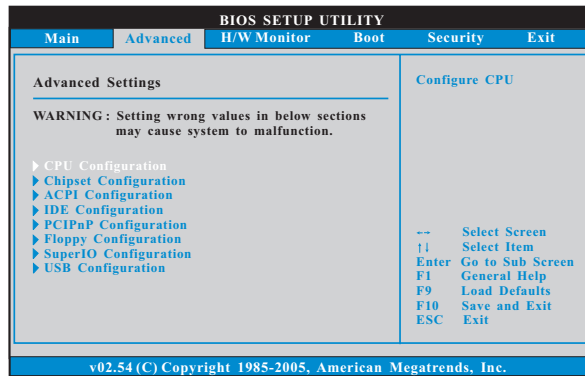 BIOS SETUP UTILITY
Main Advanced H/W Monitor Boot Security Exit
Advanced Settings
WARNING : Setting wrong values in below sections
may cause system to malfunction.
CPU Configuration
Chipset Configuration
ACPI Configuration
IDE Configuration
PCIPnP Configuration
Floppy Configuration
SuperIO Configuration
USB Configuration
Configure CPU
←→ Select Screen
↑↓ Select Item
Enter Go to Sub Screen
F1 General Help
F9 Load Defaults
F10 Save and Exit
ESC Exit
v02.54 (C) Copyright 1985-2005, American Megatrends, Inc.